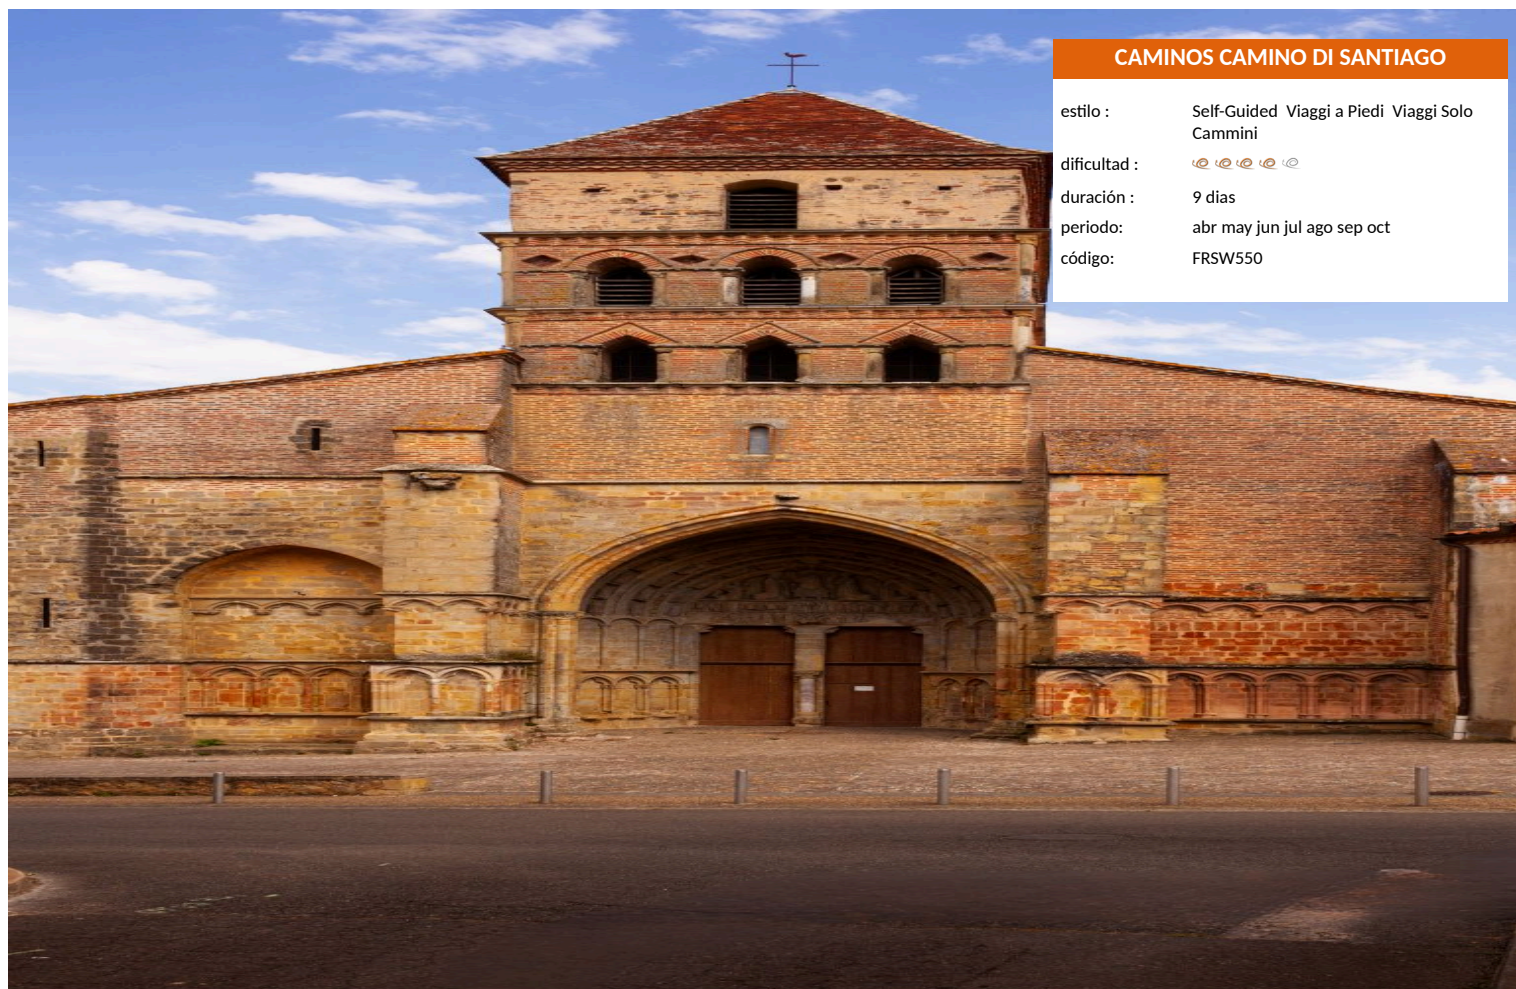 CAMINOS CAMINO DI SANTIAGO
estilo : Self-Guided Viaggi a Piedi Viaggi Solo
Cammini
dificultad :
duración : 9 dias
periodo: abr may jun jul ago sep oct
código: FRSW550